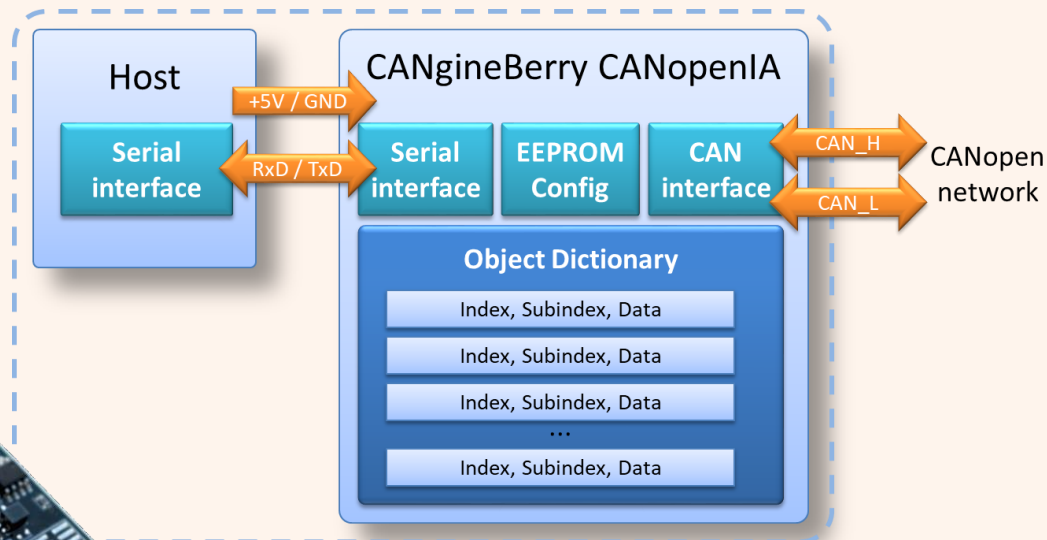 Host
CANgineBerry CANopenIA
+5V / GND
Serial
interface
RxD / TxD
Serial
interface
EEPROM
Config
CAN
interface
CAN_H
CAN_L
CANopen
network
Object Dictionary
Index, Subindex, Data
Index, Subindex, Data
Index, Subindex, Data
...
Index, Subindex, Data